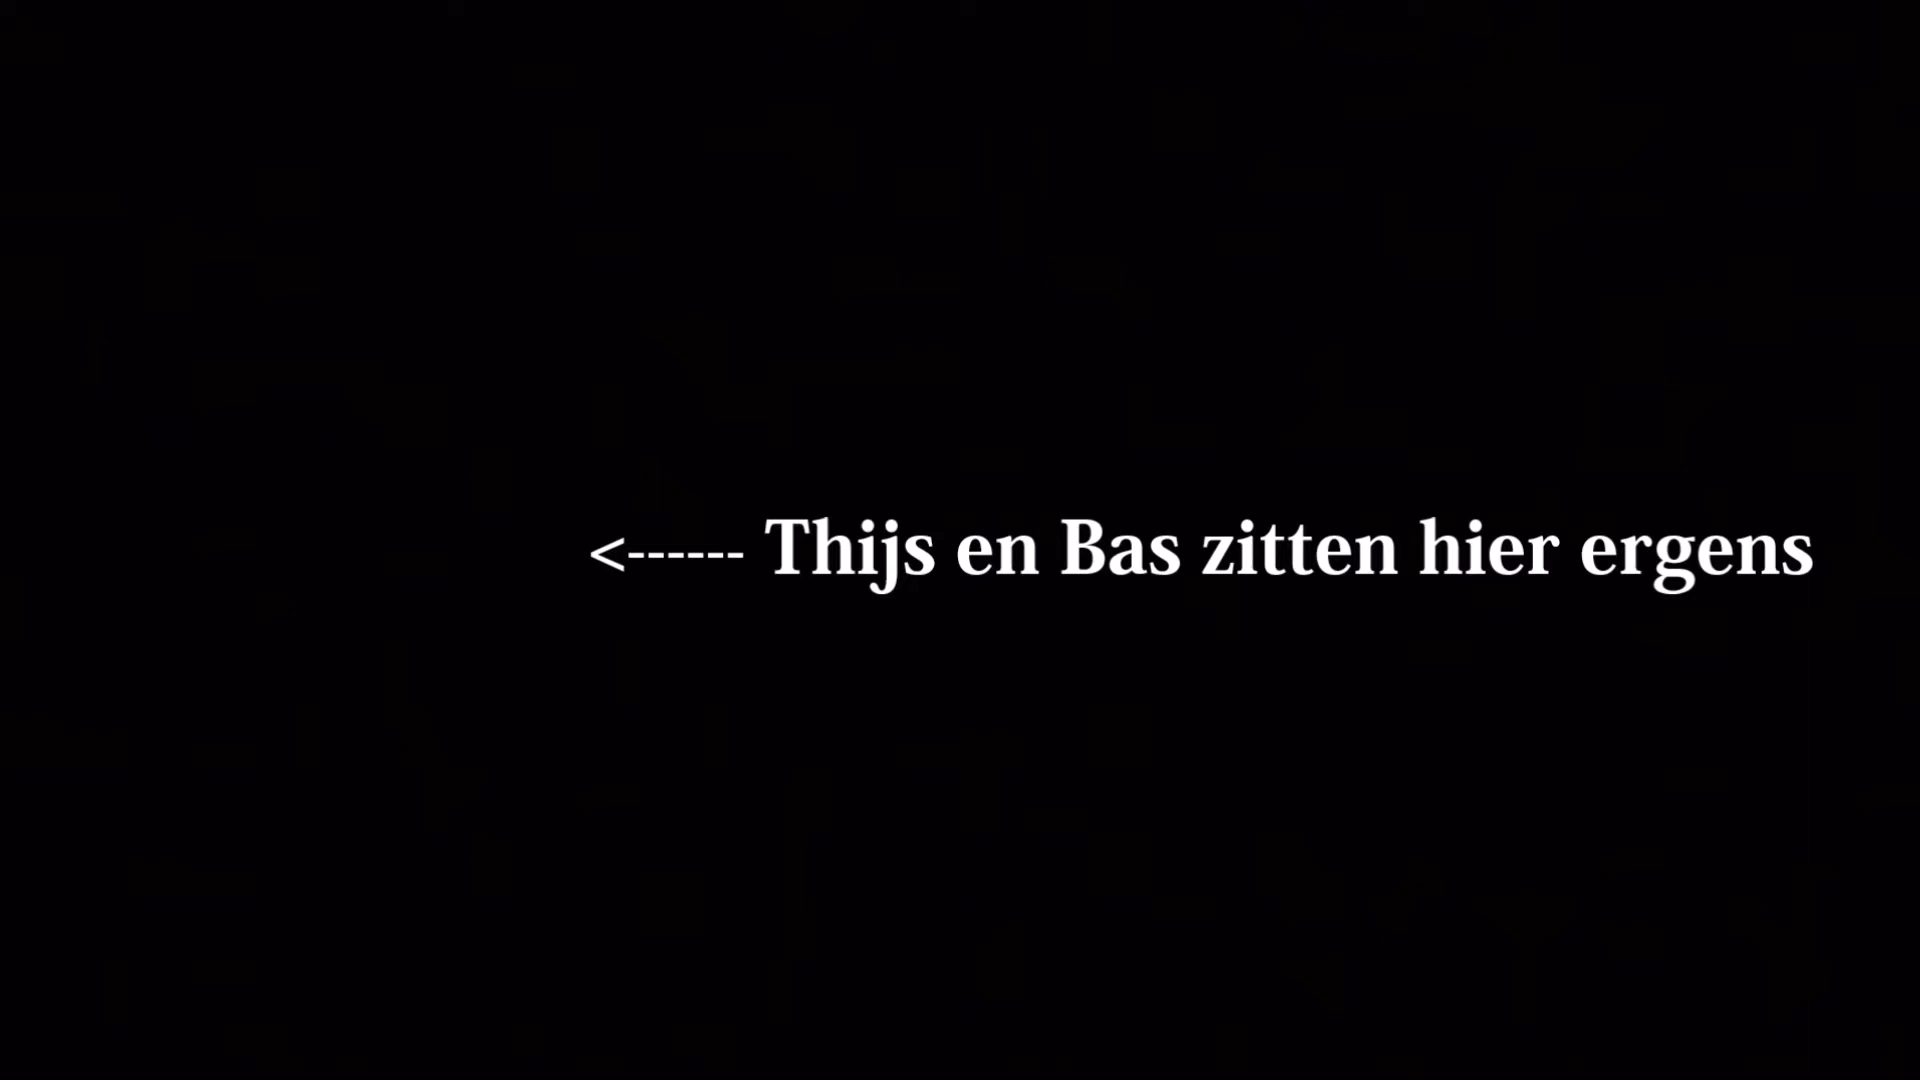 <------ Thijs en Bas zitten hier ergens